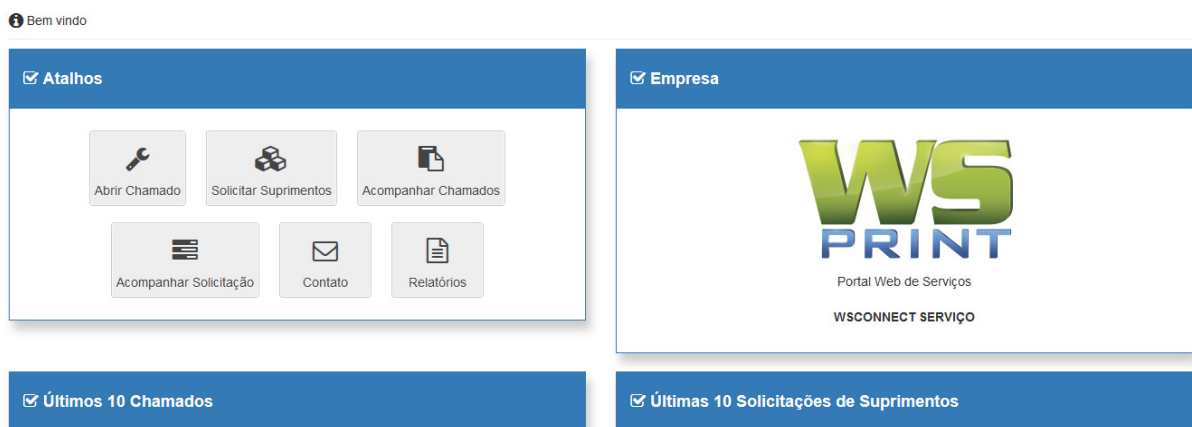 Bem vindo
Atalhos
Abrir Chamado
Solicitar Suprimentos
Acompanhar Chamados
Acompanhar Solicitação
Contato
Relatórios
Empresa
WS
PRINT
Portal Web de Serviços
WSCONNECT SERVIÇO
Últimos 10 Chamados
Últimas 10 Solicitações de Suprimentos